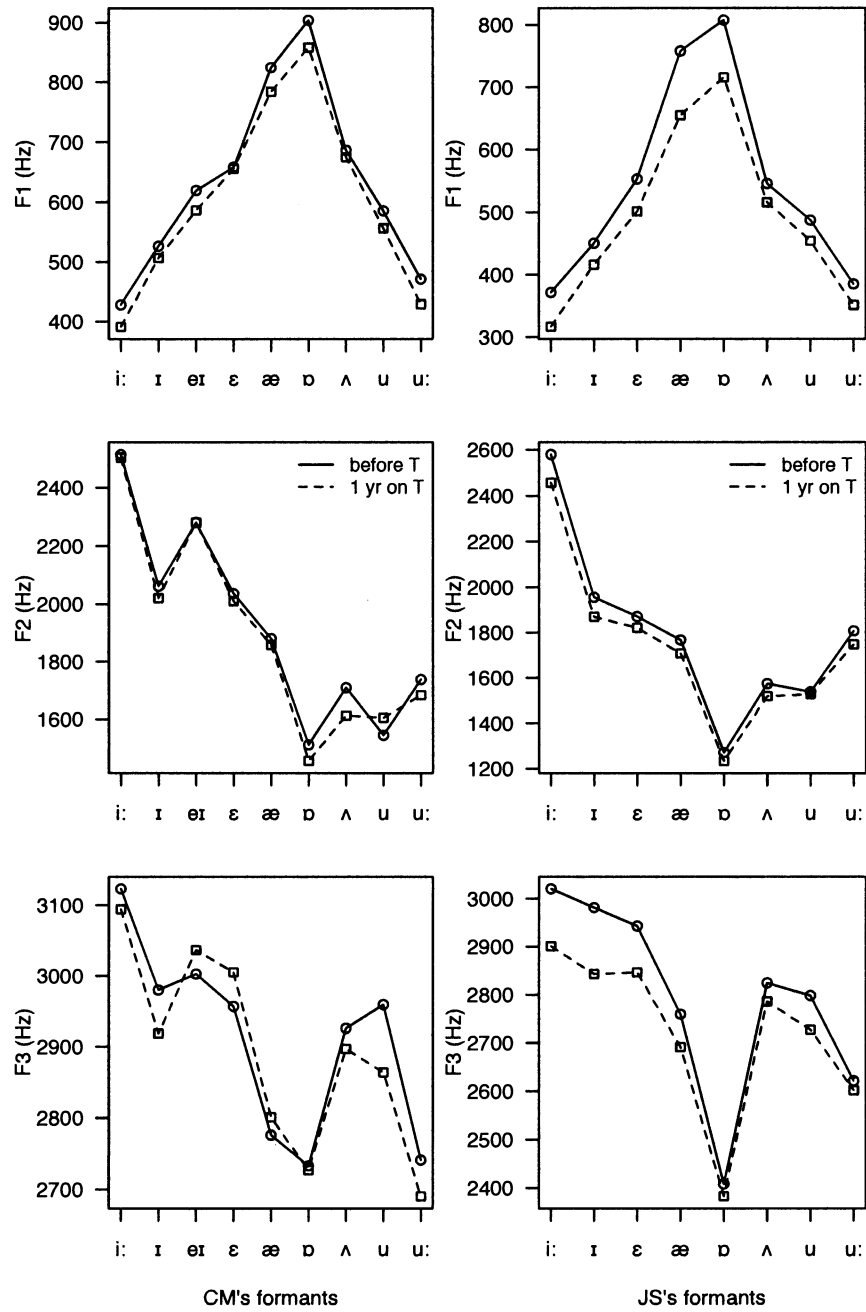 900
800
700
600
500
400
F1 (Hz)
i: ɪ ɵɪ ɛ æ ɒ ʌ u u:
800
700
600
500
400
300
F1 (Hz)
i: ɪ ɛ æ ɒ ʌ u u:
2400
2200
2000
1800
1600
F2 (Hz)
before T
1 yr on T
i: ɪ ɵɪ ɛ æ ɒ ʌ u u:
2600
2400
2200
2000
1800
1600
1400
1200
F2 (Hz)
before T
1 yr on T
i: ɪ ɛ æ ɒ ʌ u u:
3100
3000
2900
2800
2700
F3 (Hz)
i: ɪ ɵɪ ɛ æ ɒ ʌ u u:
CM's formants
3000
2900
2800
2700
2600
2500
2400
F3 (Hz)
i: ɪ ɛ æ ɒ ʌ u u:
JS's formants